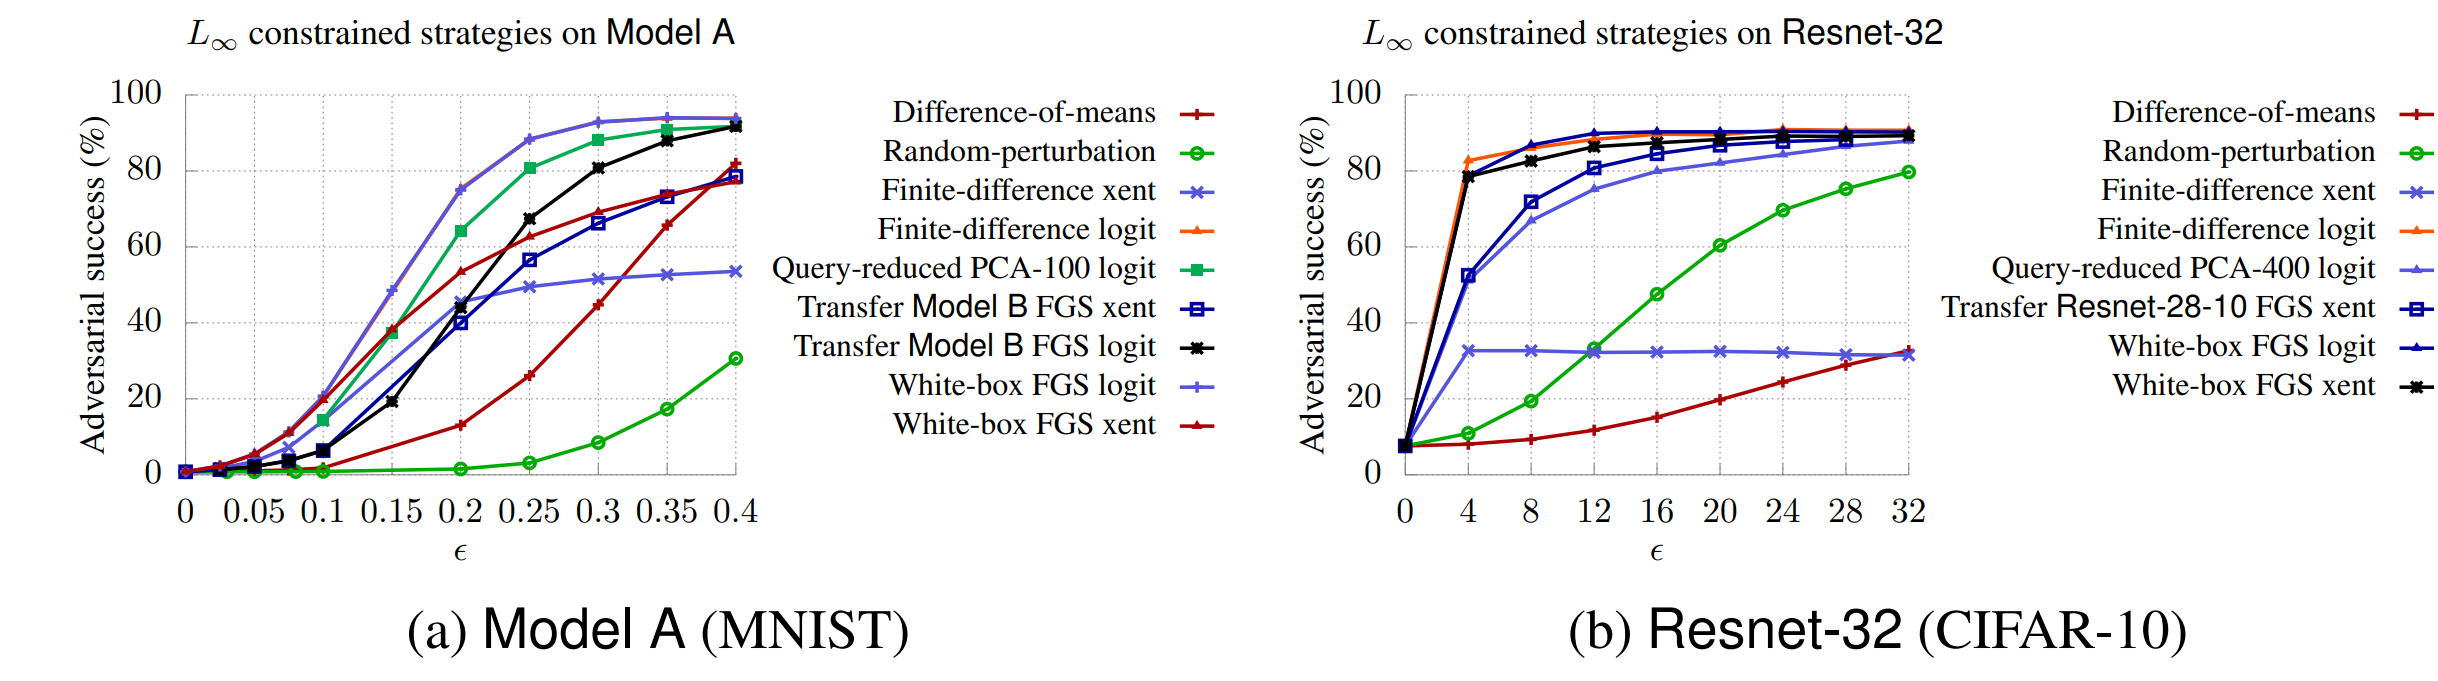 L∞ constrained strategies on Model A
100
80
60
40
20
0
Adversarial success (%)
0 0.05 0.1 0.15 0.2 0.25 0.3 0.35 0.4
ϵ
Difference-of-means
Random-perturbation
Finite-difference xent
Finite-difference logit
Query-reduced PCA-100 logit
Transfer Model B FGS xent
Transfer Model B FGS logit
White-box FGS logit
White-box FGS xent
(a) Model A (MNIST)
L∞ constrained strategies on Resnet-32
100
80
60
40
20
0
Adversarial success (%)
0 4 8 12 16 20 24 28 32
ϵ
Difference-of-means
Random-perturbation
Finite-difference xent
Finite-difference logit
Query-reduced PCA-400 logit
Transfer Resnet-28-10 FGS xent
White-box FGS logit
White-box FGS xent
(b) Resnet-32 (CIFAR-10)